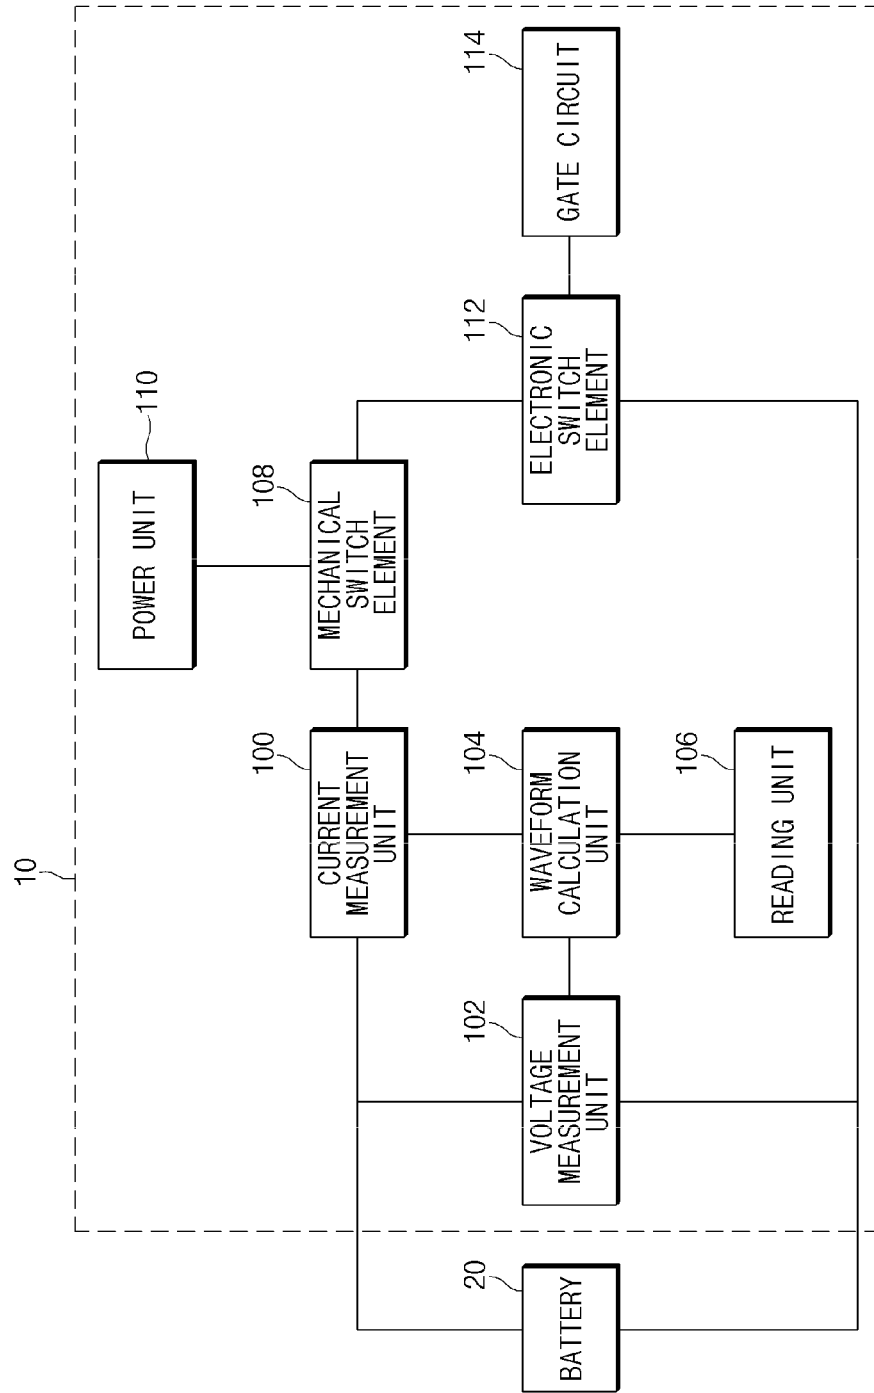 10
POWER UNIT
110
CURRENT
MEASUREMENT
UNIT
100
MECHANICAL
SWITCH
ELEMENT
108
BATTERY
20
VOLTAGE
MEASUREMENT
UNIT
102
WAVEFORM
CALCULATION
UNIT
104
ELECTRONIC
SWITCH
ELEMENT
112
GATE CIRCUIT
114
READING UNIT
106